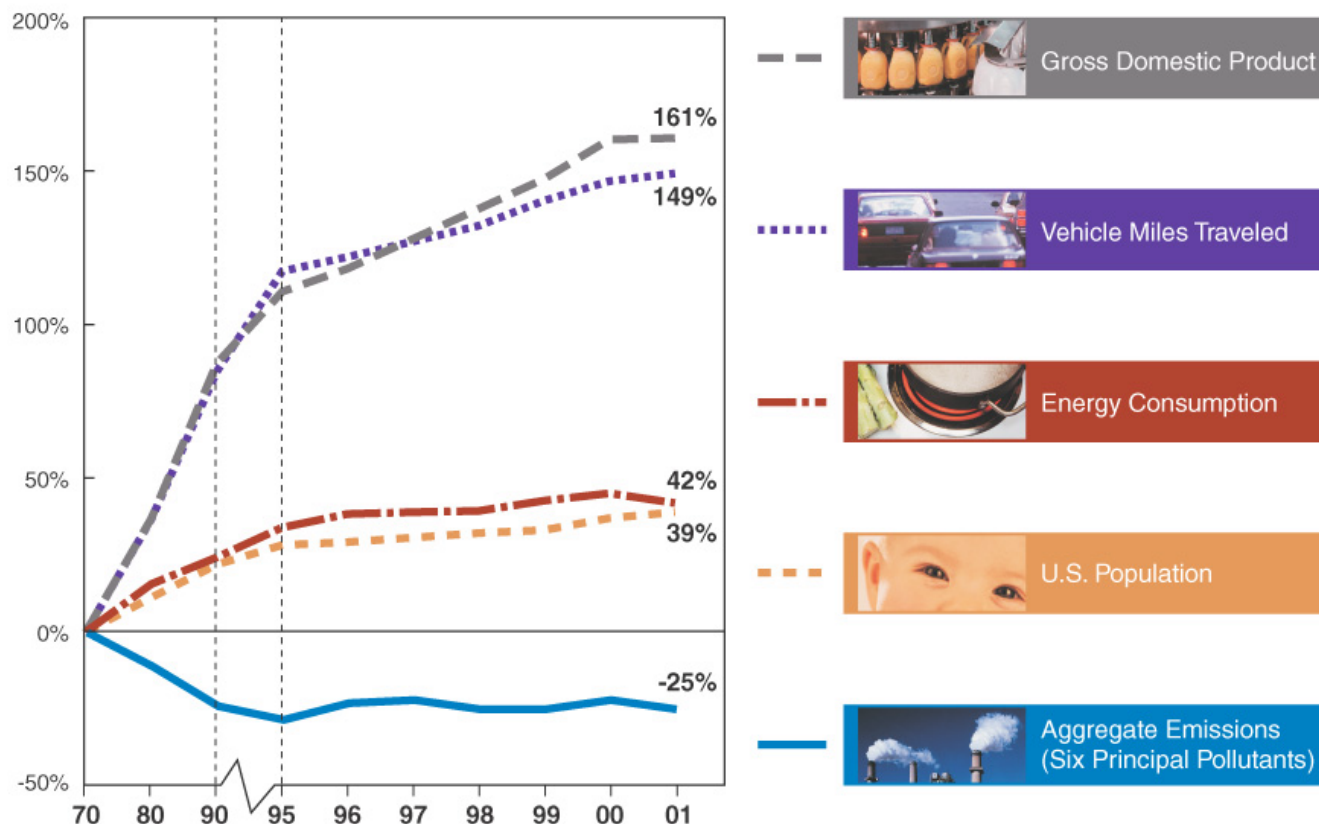 200%
150%
100%
50%
0%
-50%
161%
149%
42%
39%
-25%
70 80 90 95 96 97 98 99 00 01
Gross Domestic Product
Vehicle Miles Traveled
Energy Consumption
U.S. Population
Aggregate Emissions
(Six Principal Pollutants)